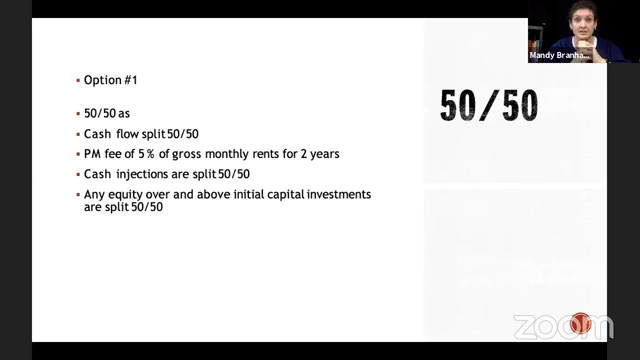 Mandy Branha...
Option #1
50/50 as
Cash flow split 50/50
PM fee of 5% of gross monthly rents for 2 years
Cash injections are split 50/50
Any equity over and above initial capital investments
are split 50/50
50/50
zoom